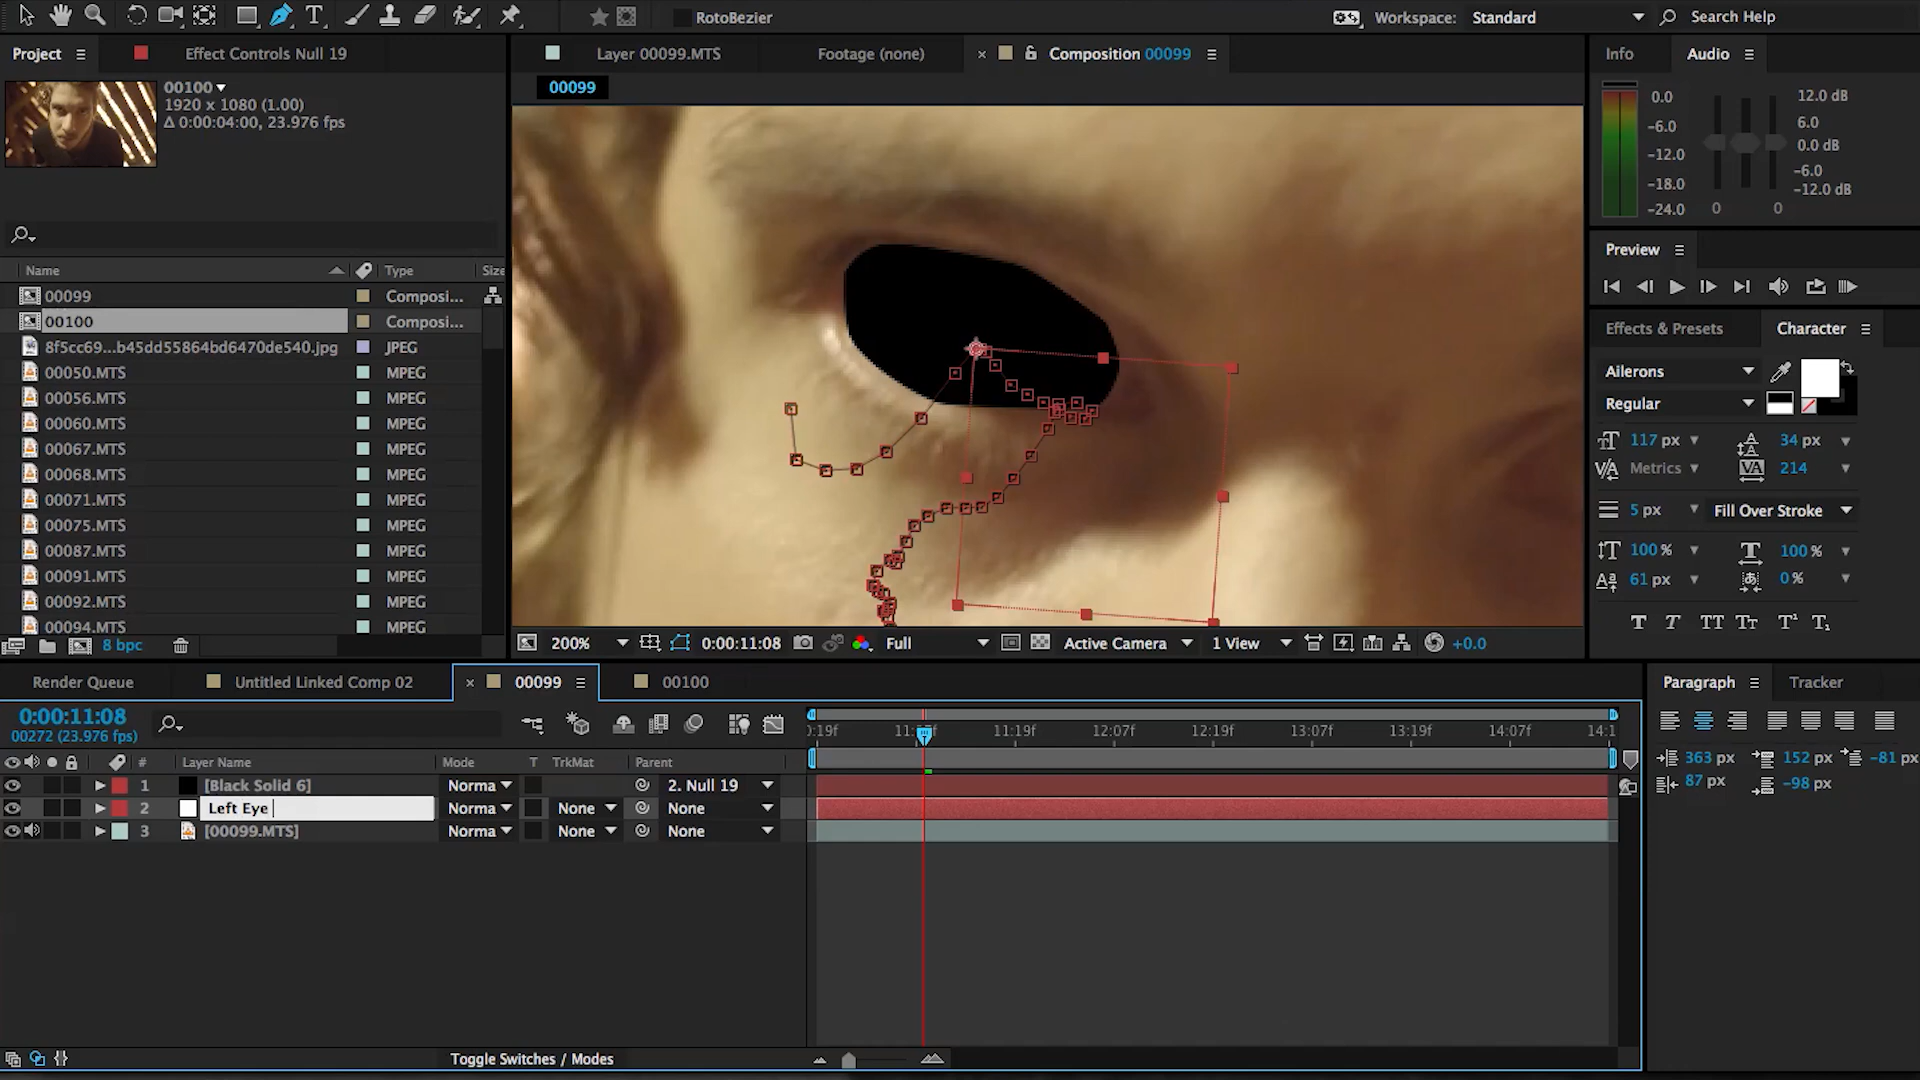 RotoBezier
Workspace: Standard
Search Help
Project
Effect Controls Null 19
Layer 00099.MTS
Footage (none)
Composition 00099
Info
Audio
00099
00100
1920 x 1080 (1.00)
Δ 0:00:04:00, 23.976 fps
0.0
-6.0
-12.0
-18.0
-24.0
12.0 dB
6.0
0.0 dB
-6.0
-12.0 dB
0
0
Preview
Name
Type
Size
00099
Composi...
00100
Composi...
8f5cc69...b45dd55864bd6470de540.jpg
JPEG
00050.MTS
MPEG
00056.MTS
MPEG
00060.MTS
MPEG
00067.MTS
MPEG
00068.MTS
MPEG
00071.MTS
MPEG
00075.MTS
MPEG
00087.MTS
MPEG
00091.MTS
MPEG
00092.MTS
MPEG
00094.MTS
MPEG
8 bpc
Effects & Presets
Character
Ailerons
Regular
117 px
34 px
Metrics
214
5 px
Fill Over Stroke
100 %
100 %
61 px
0 %
200%
0:00:11:08
Full
Active Camera
1 View
+0.0
Render Queue
Untitled Linked Comp 02
00099
00100
Paragraph
Tracker
0:00:11:08
00272 (23.976 fps)
):19f
11:19f
12:07f
12:19f
13:07f
13:19f
14:07f
14:1
363 px
152 px
-81 px
87 px
-98 px
#
Layer Name
Mode
T
TrkMat
Parent
1
[Black Solid 6]
Norma
2. Null 19
2
Left Eye
Norma
None
None
3
[00099.MTS]
Norma
None
None
Toggle Switches / Modes